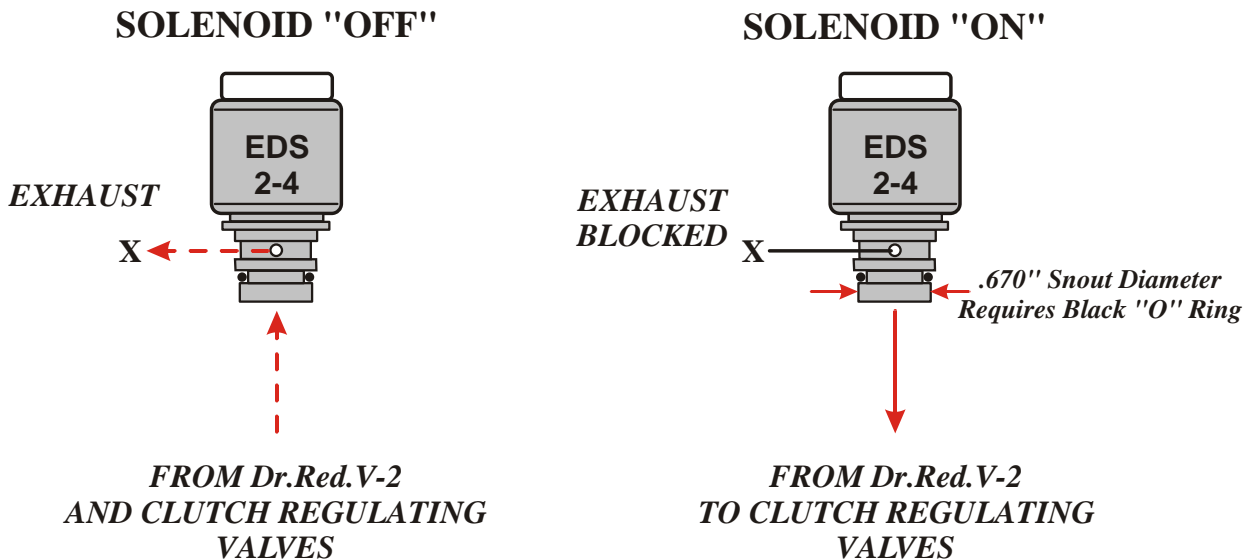 SOLENOID "OFF"
EDS
2-4
EXHAUST
X
FROM Dr.Red.V-2
AND CLUTCH REGULATING
VALVES
SOLENOID "ON"
EDS
2-4
EXHAUST
BLOCKED
X
.670" Snout Diameter
Requires Black "O" Ring
FROM Dr.Red.V-2
TO CLUTCH REGULATING
VALVES